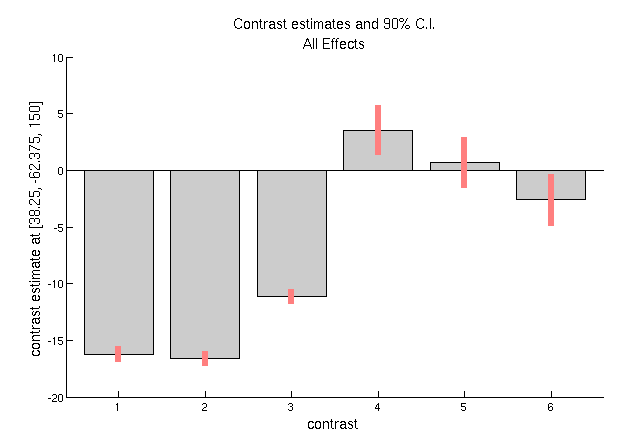 Contrast estimates and 90% C.I.
All Effects
contrast estimate at [38.25, -62.375, 150]
10
5
0
-5
-10
-15
-20
1 2 3 4 5 6
contrast